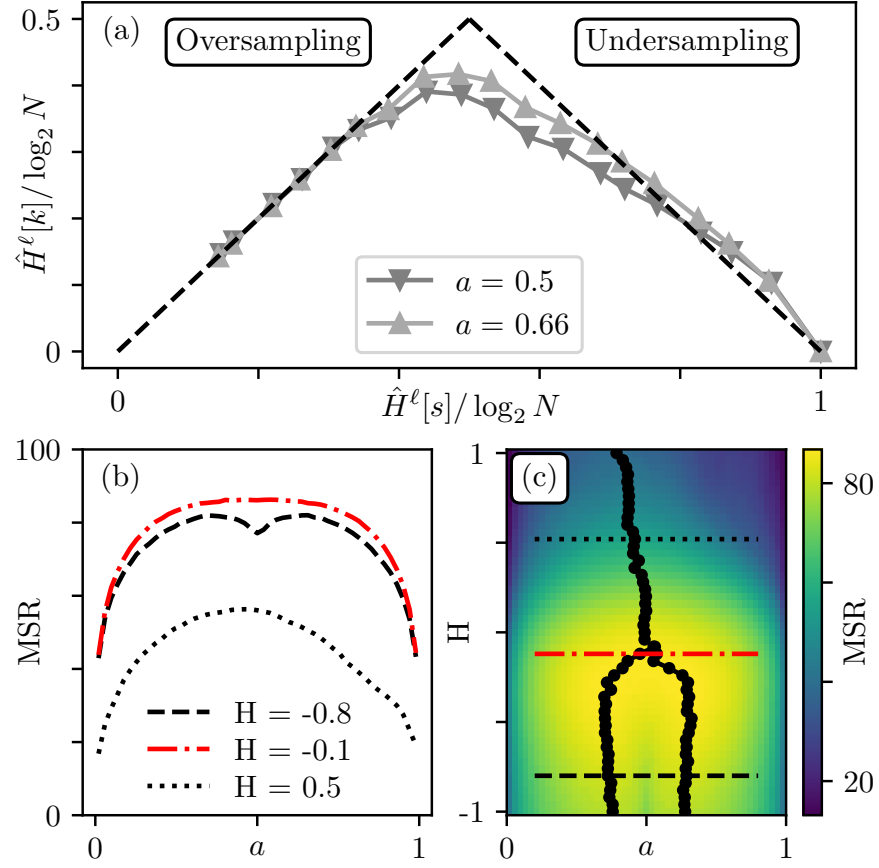 0.5
(a)
Oversampling
Undersampling
Ĥ^ℓ[k]/ log₂ N
a = 0.5
a = 0.66
0
0
Ĥ^ℓ[s]/ log₂ N
1
100
(b)
MSR
H = -0.8
H = -0.1
H = 0.5
0
0
a
1
1
(c)
H
-1
0
a
1
80
MSR
20